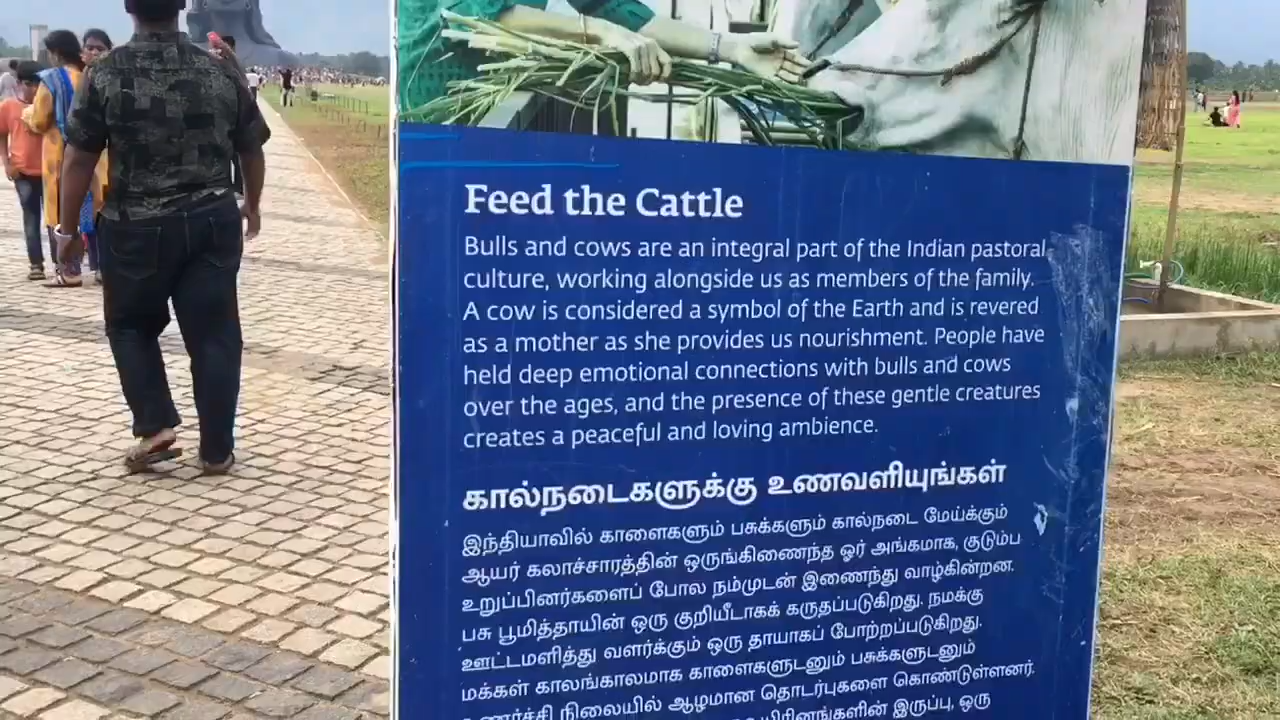 Feed the Cattle
Bulls and cows are an integral part of the Indian pastoral
culture, working alongside us as members of the family.
A cow is considered a symbol of the Earth and is revered
as a mother as she provides us nourishment. People have
held deep emotional connections with bulls and cows
over the ages, and the presence of these gentle creatures
creates a peaceful and loving ambience.
கால்நடைகளுக்கு உணவளியுங்கள்
இந்தியாவில் காளைகளும் பசுக்களும் கால்நடை மேய்க்கும்
ஆயர் கலாச்சாரத்தின் ஒருங்கிணைந்த ஓர் அங்கமாக, குடும்ப
உறுப்பினர்களைப் போல நம்முடன் இணைந்து வாழ்கின்றன.
பசு பூமித்தாயின் ஒரு குறியீடாகக் கருதப்படுகிறது. நமக்கு
ஊட்டமளித்து வளர்க்கும் ஒரு தாயாகப் போற்றப்படுகிறது.
மக்கள் காலங்காலமாக காளைகளுடனும் பசுக்களுடனும்
உணர்ச்சி நிலையில் ஆழமான தொடர்புகளை கொண்டுள்ளனர்.
இருப்பு, ஒரு